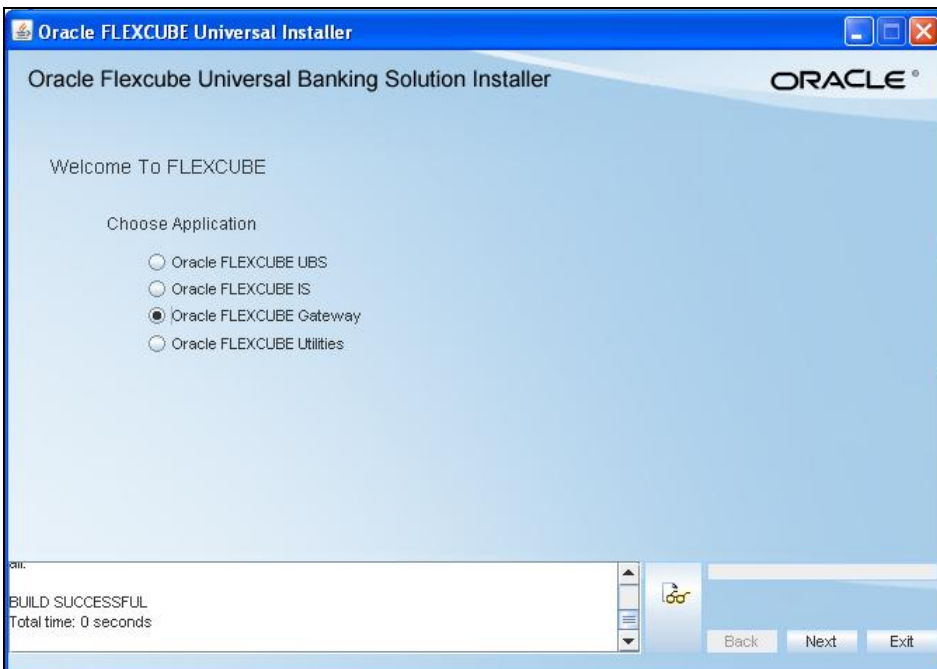 Oracle FLEXCUBE Universal Installer
Oracle Flexcube Universal Banking Solution Installer
ORACLE®
Welcome To FLEXCUBE
Choose Application
Oracle FLEXCUBE UBS
Oracle FLEXCUBE IS
Oracle FLEXCUBE Gateway
Oracle FLEXCUBE Utilities
all:
BUILD SUCCESSFUL
Total time: 0 seconds
Back Next Exit